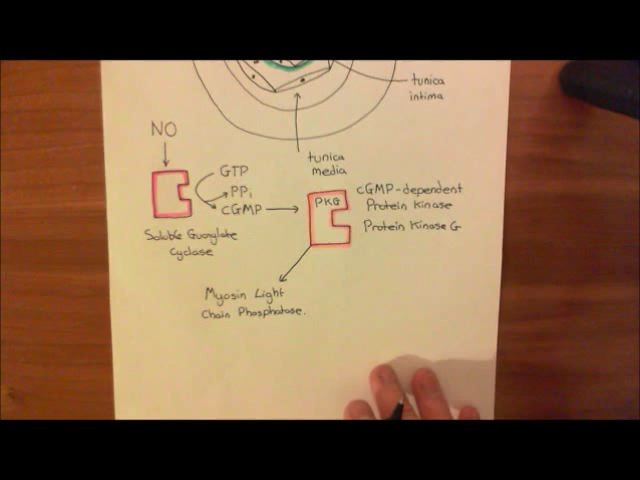 tunica
intima
tunica
media
NO
GTP
PPi
cGMP
Soluble Guanylate
Cyclase
PKG
cGMP-dependent
Protein Kinase
Protein Kinase G
Myosin Light
Chain Phosphatase.